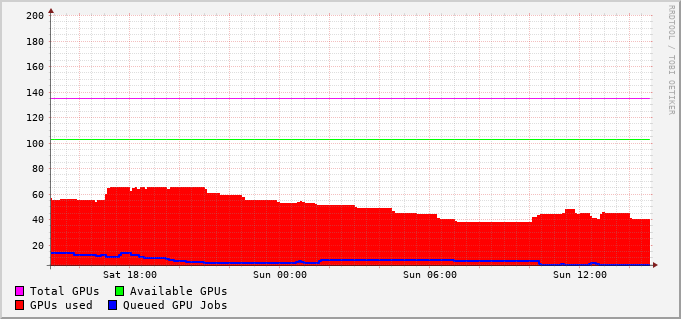 200
180
160
140
120
100
80
60
40
20
Sat 18:00 Sun 00:00 Sun 06:00 Sun 12:00
Total GPUs Available GPUs
GPUs used Queued GPU Jobs
RRDTOOL / TOBI OETIKER